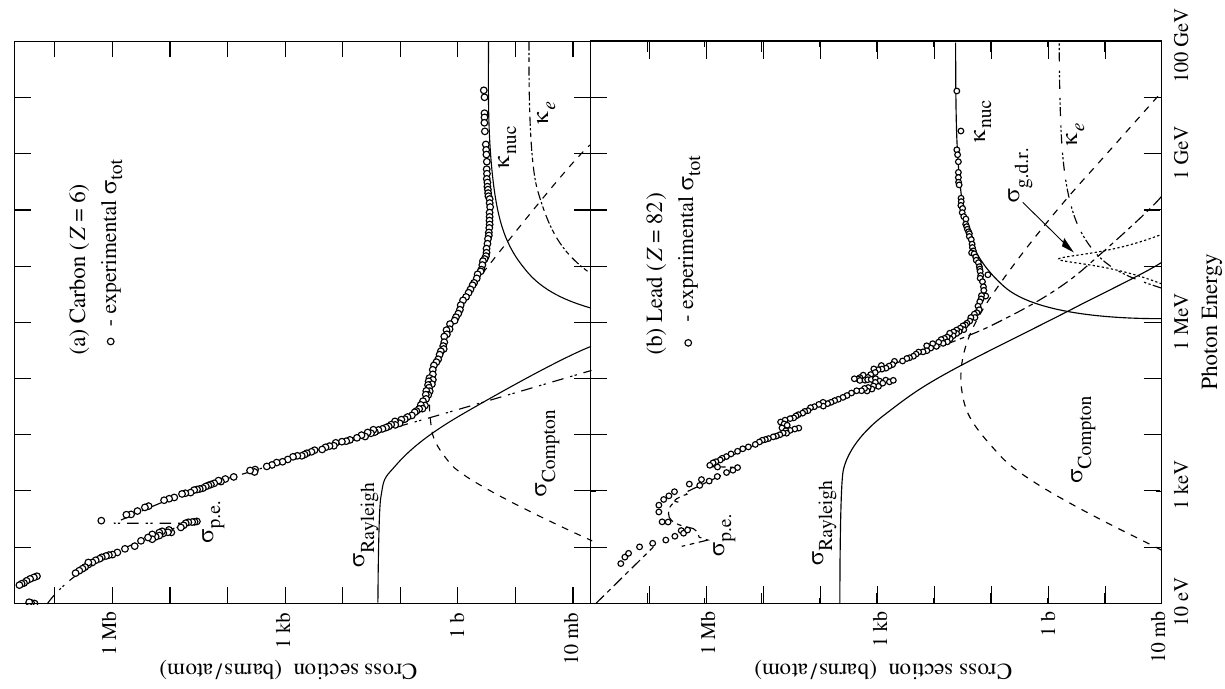 (a) Carbon (Z = 6)
- experimental σtot
σp.e.
σRayleigh
σCompton
κnuc
κe
Cross section (barns/atom)
1 Mb
1 kb
1 b
10 mb
(b) Lead (Z = 82)
- experimental σtot
σp.e.
σRayleigh
σCompton
κnuc
σg.d.r.
κe
Cross section (barns/atom)
1 Mb
1 kb
1 b
10 mb
10 eV
1 keV
1 MeV
1 GeV
100 GeV
Photon Energy